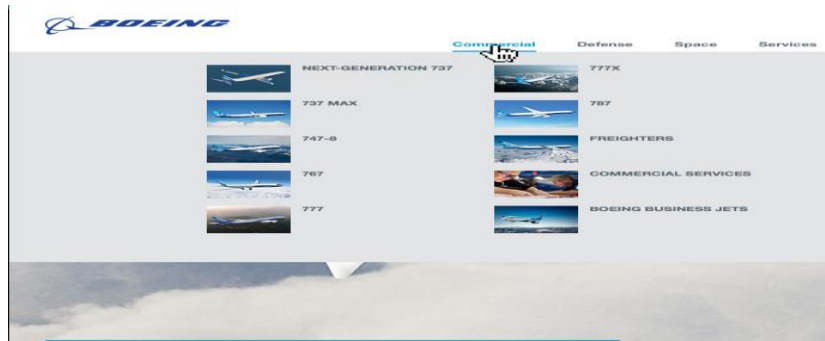 BOEING
Commercial Defense Space Services
NEXT-GENERATION 737
737 MAX
747-8
767
777
777X
787
FREIGHTERS
COMMERCIAL SERVICES
BOEING BUSINESS JETS